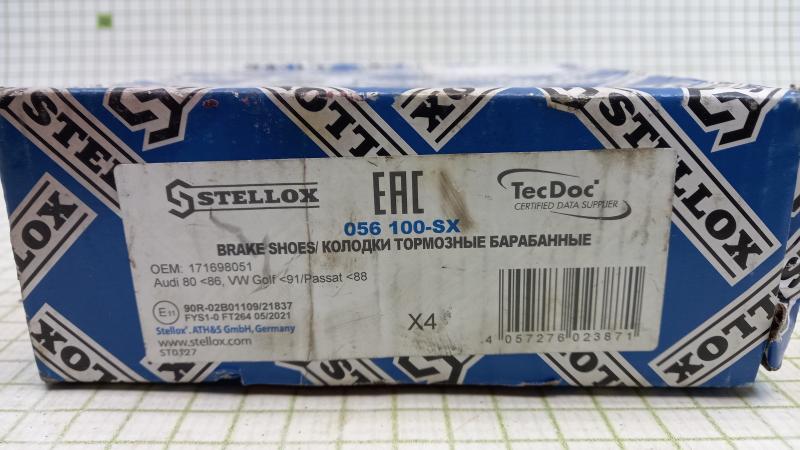 STELLOX
STELLOX
STELLOX
EAC
TecDoc
CERTIFIED DATA SUPPLIER
056 100-SX
BRAKE SHOES/ КОЛОДКИ ТОРМОЗНЫЕ БАРАБАННЫЕ
OEM: 171698051
Audi 80 <86, VW Golf <91/Passat <88
E11
90R-02B01109/21837
FYS1-0 FT264 05/2021
Stellox, ATH&S GmbH, Germany
www.stellox.com
ST0327
X4
4 057276 023871